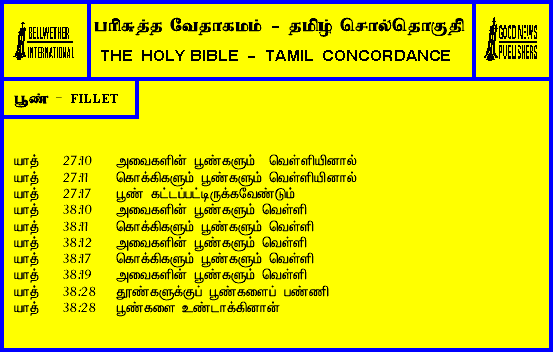 BELLWETHER
INTERNATIONAL
பரிசுத்த வேதாகமம் - தமிழ் சொல்தொகுதி
THE HOLY BIBLE - TAMIL CONCORDANCE
GOOD NEWS
PUBLISHERS
பூண் - FILLET
யாத் 27:10 அவைகளின் பூண்களும் வெள்ளியினால்
யாத் 27:11 கொக்கிகளும் பூண்களும் வெள்ளியினால்
யாத் 27:17 பூண் கட்டப்பட்டிருக்கவேண்டும்
யாத் 38:10 அவைகளின் பூண்களும் வெள்ளி
யாத் 38:11 கொக்கிகளும் பூண்களும் வெள்ளி
யாத் 38:12 அவைகளின் பூண்களும் வெள்ளி
யாத் 38:17 கொக்கிகளும் பூண்களும் வெள்ளி
யாத் 38:19 அவைகளின் பூண்களும் வெள்ளி
யாத் 38:28 தூண்களுக்குப் பூண்களைப் பண்ணி
யாத் 38:28 பூண்களை உண்டாக்கினான்